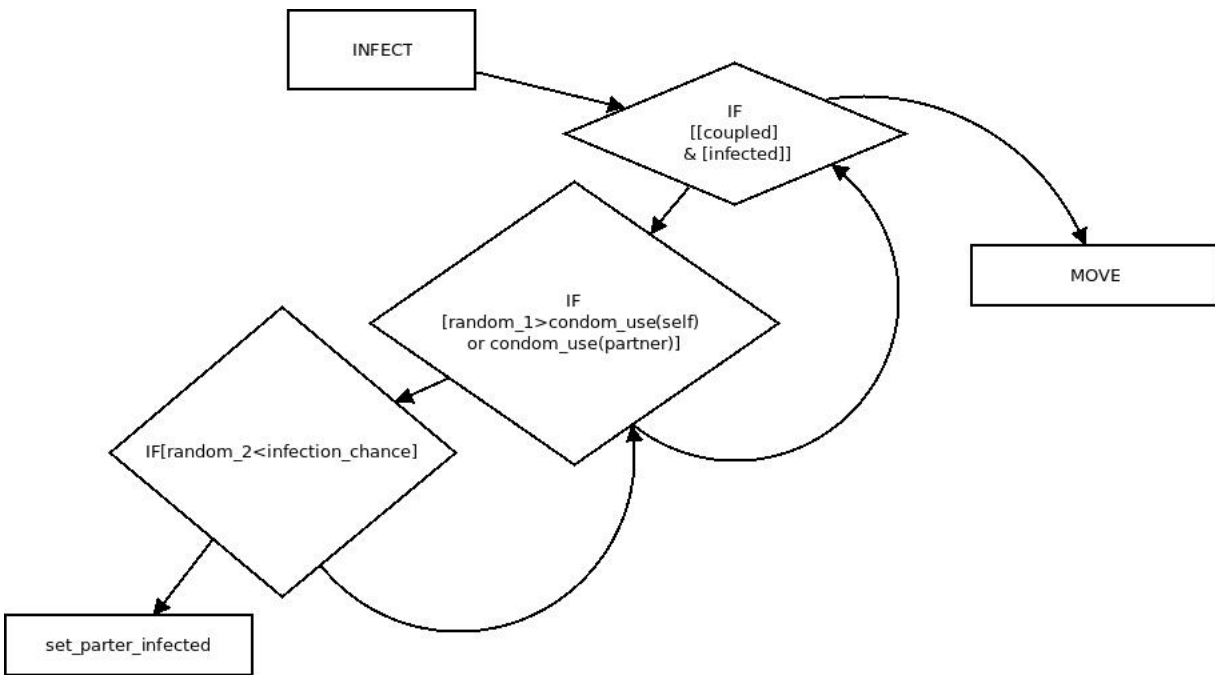 INFECT
IF
[[coupled]
& [infected]]
MOVE
IF
[random_1>condom_use(self)
or condom_use(partner)]
IF[random_2<infection_chance]
set_parter_infected